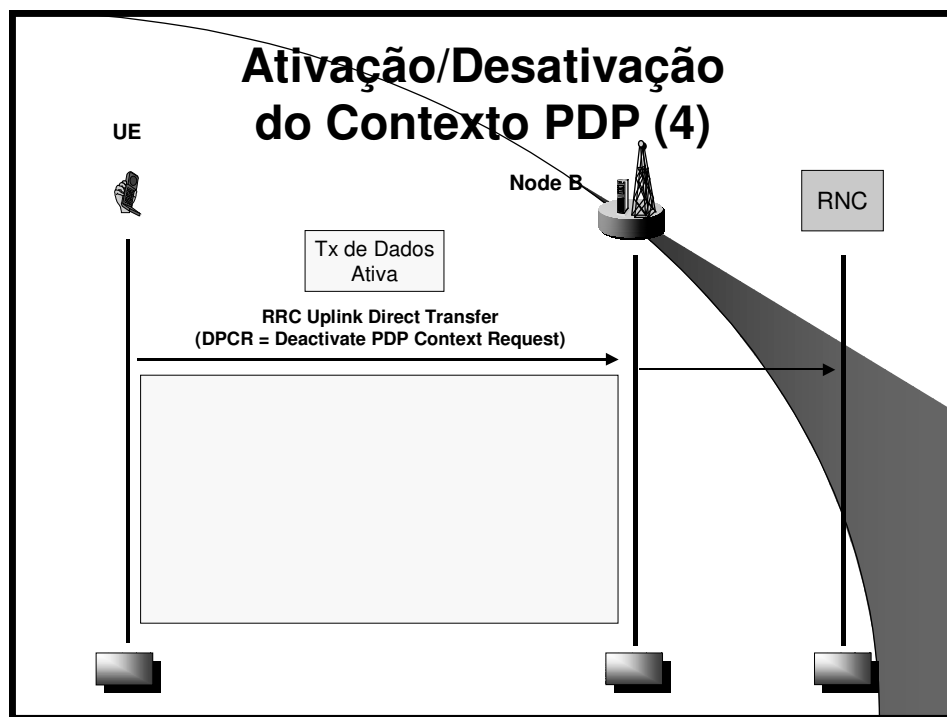 Ativação/Desativação
do Contexto PDP (4)
UE
Node B
RNC
Tx de Dados
Ativa
RRC Uplink Direct Transfer
(DPCR = Deactivate PDP Context Request)